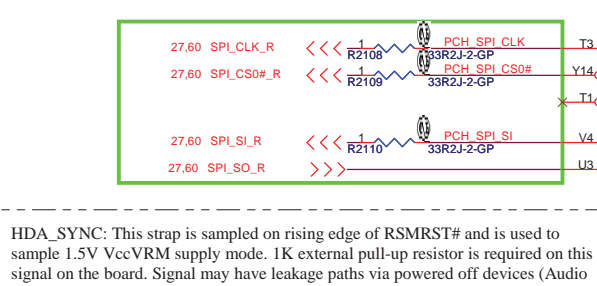 27,60 SPI_CLK_R 1 R2108 33R2J-2-GP PCH_SPI_CLK T3
27,60 SPI_CS0#_R 1 R2109 33R2J-2-GP PCH_SPI_CS0# Y14
T1
27,60 SPI_SI_R 1 R2110 33R2J-2-GP PCH_SPI_SI V4
27,60 SPI_SO_R U3
HDA_SYNC: This strap is sampled on rising edge of RSMRST# and is used to
sample 1.5V VccVRM supply mode. 1K external pull-up resistor is required on this
signal on the board. Signal may have leakage paths via powered off devices (Audio